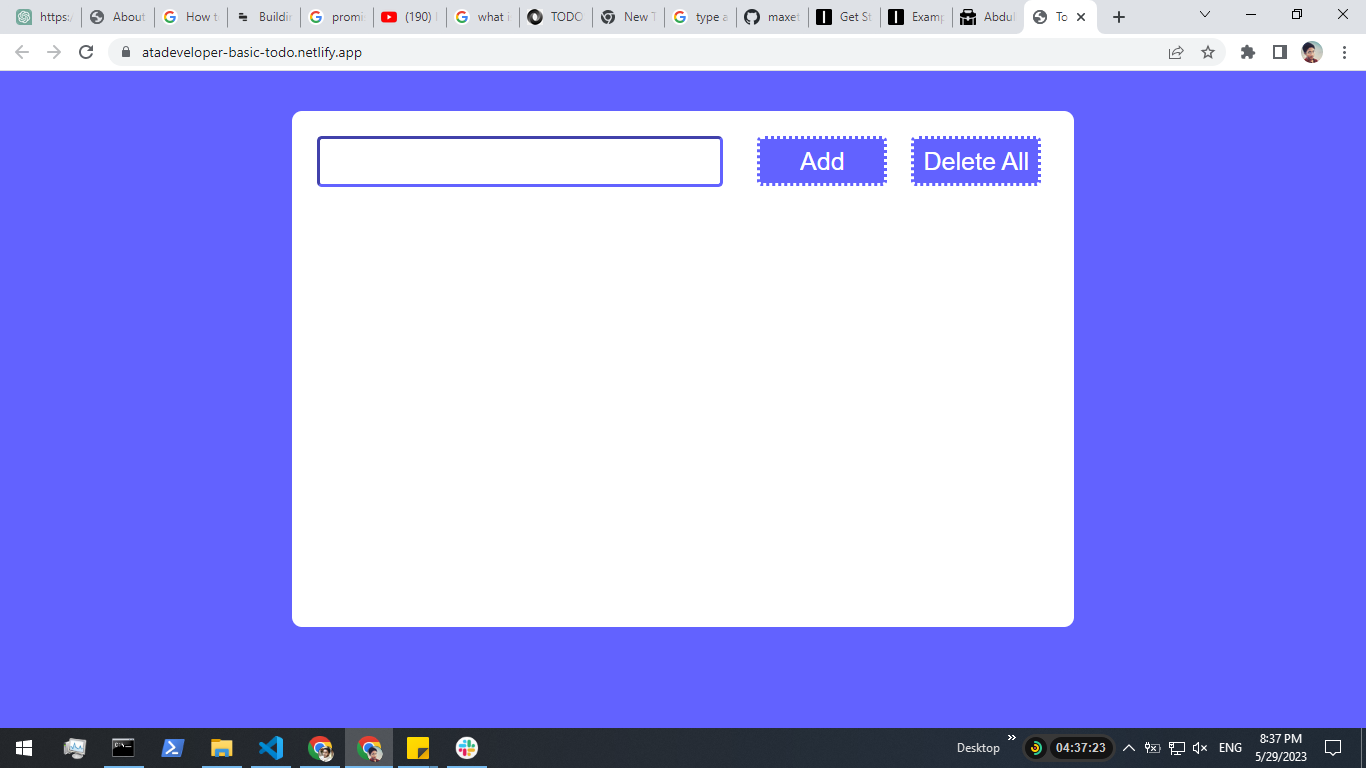 https:/
About
How t
Buildin
promi
(190)
what i
TODO
New T
type a
maxet
Get St
Examp
Abdul
To
atadeveloper-basic-todo.netlify.app
Add
Delete All
Desktop
04:37:23
ENG
8:37 PM
5/29/2023